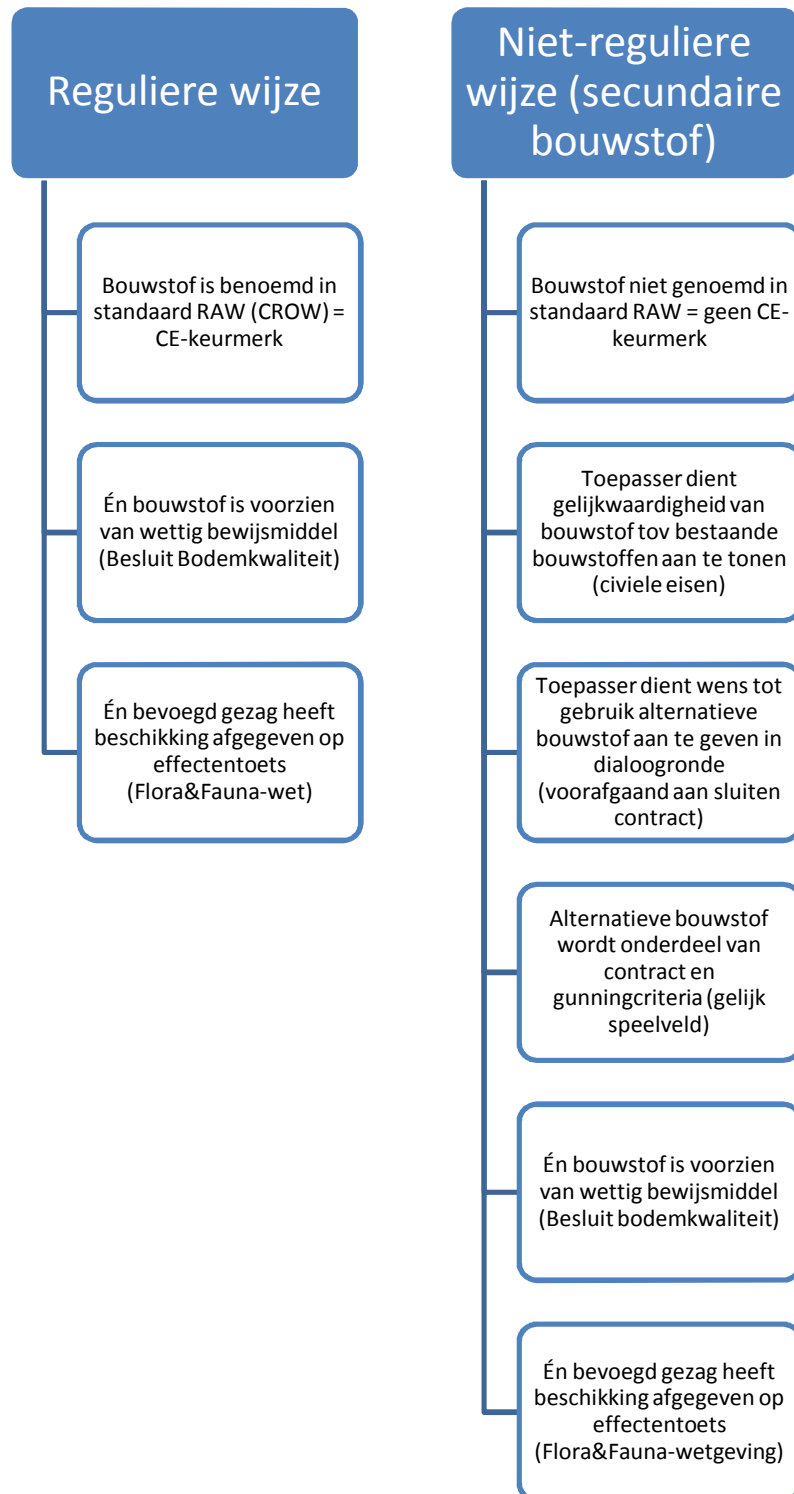 Reguliere wijze
Bouwstof is benoemd in
standaard RAW (CROW) =
CE-keurmerk
Én bouwstof is voorzien
van wettig bewijsmiddel
(Besluit Bodemkwaliteit)
Én bevoegd gezag heeft
beschikking afgegeven op
effectentoets
(Flora&Fauna-wet)
Niet-reguliere
wijze (secundaire
bouwstof)
Bouwstof niet genoemd in
standaard RAW = geen CE-
keurmerk
Toepasser dient
gelijkwaardigheid van
bouwstof tov bestaande
bouwstoffen aan te tonen
(civiele eisen)
Toepasser dient wens tot
gebruik alternatieve
bouwstof aan te geven in
dialoogronde
(voorafgaand aan sluiten
contract)
Alternatieve bouwstof
wordt onderdeel van
contract en
gunningcriteria (gelijk
speelveld)
Én bouwstof is voorzien
van wettig bewijsmiddel
(Besluit bodemkwaliteit)
Én bevoegd gezag heeft
beschikking afgegeven op
effectentoets
(Flora&Fauna-wetgeving)